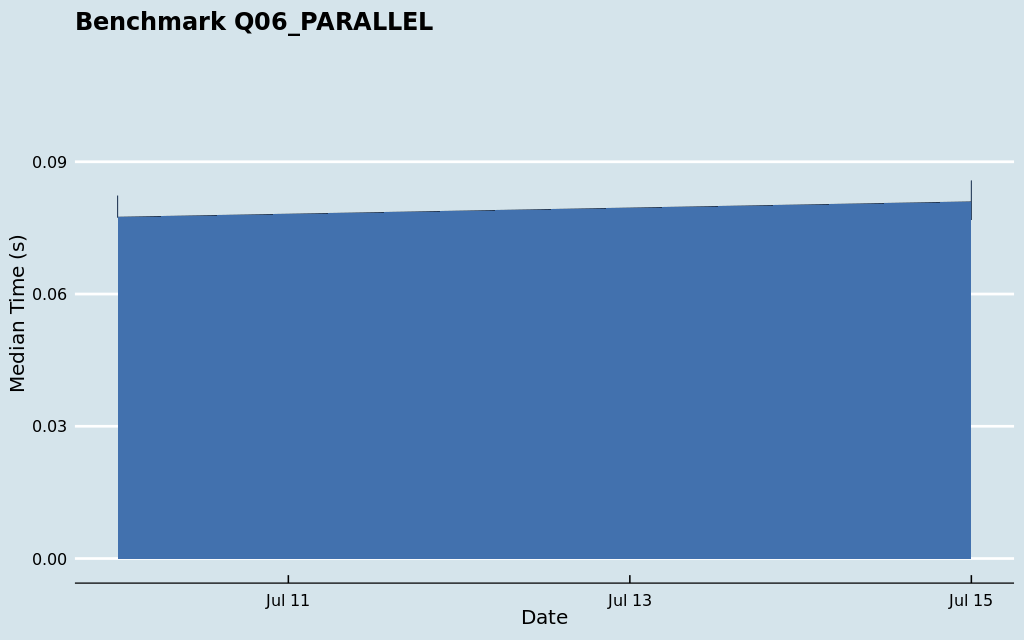 Benchmark Q06_PARALLEL
0.09
0.06
0.03
0.00
Median Time (s)
Jul 11
Jul 13
Jul 15
Date